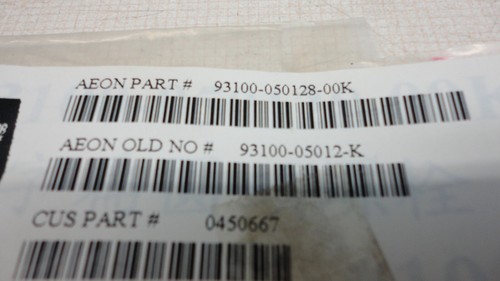 AEON PART # 93100-050128-00K
AEON OLD NO # 93100-05012-K
CUS PART # 0450667